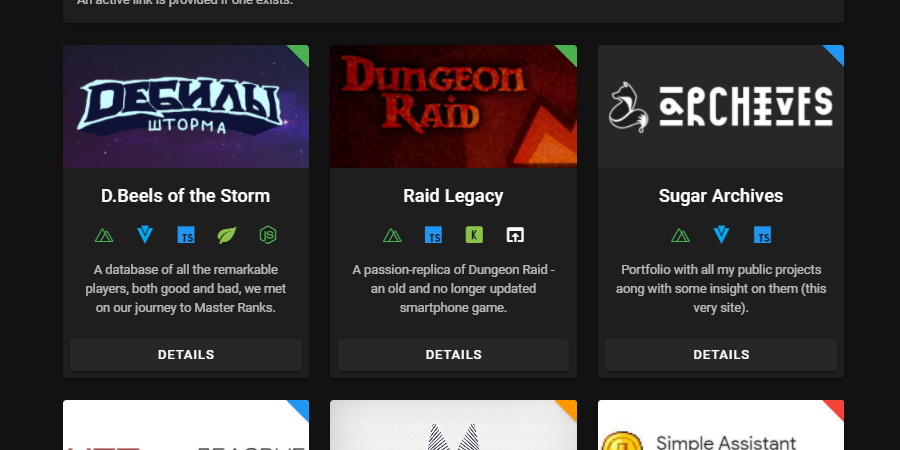 An active link is provided if one exists.
ДЕБИЛЫ
ШТОРМА
DUNGEON
RAID
ARCHIVES
D.Beels of the Storm
Raid Legacy
Sugar Archives
TS
JS
TS
K
TS
A database of all the remarkable
players, both good and bad, we met
on our journey to Master Ranks.
A passion-replica of Dungeon Raid -
an old and no longer updated
smartphone game.
Portfolio with all my public projects
aong with some insight on them (this
very site).
DETAILS
DETAILS
DETAILS
Simple Assistant